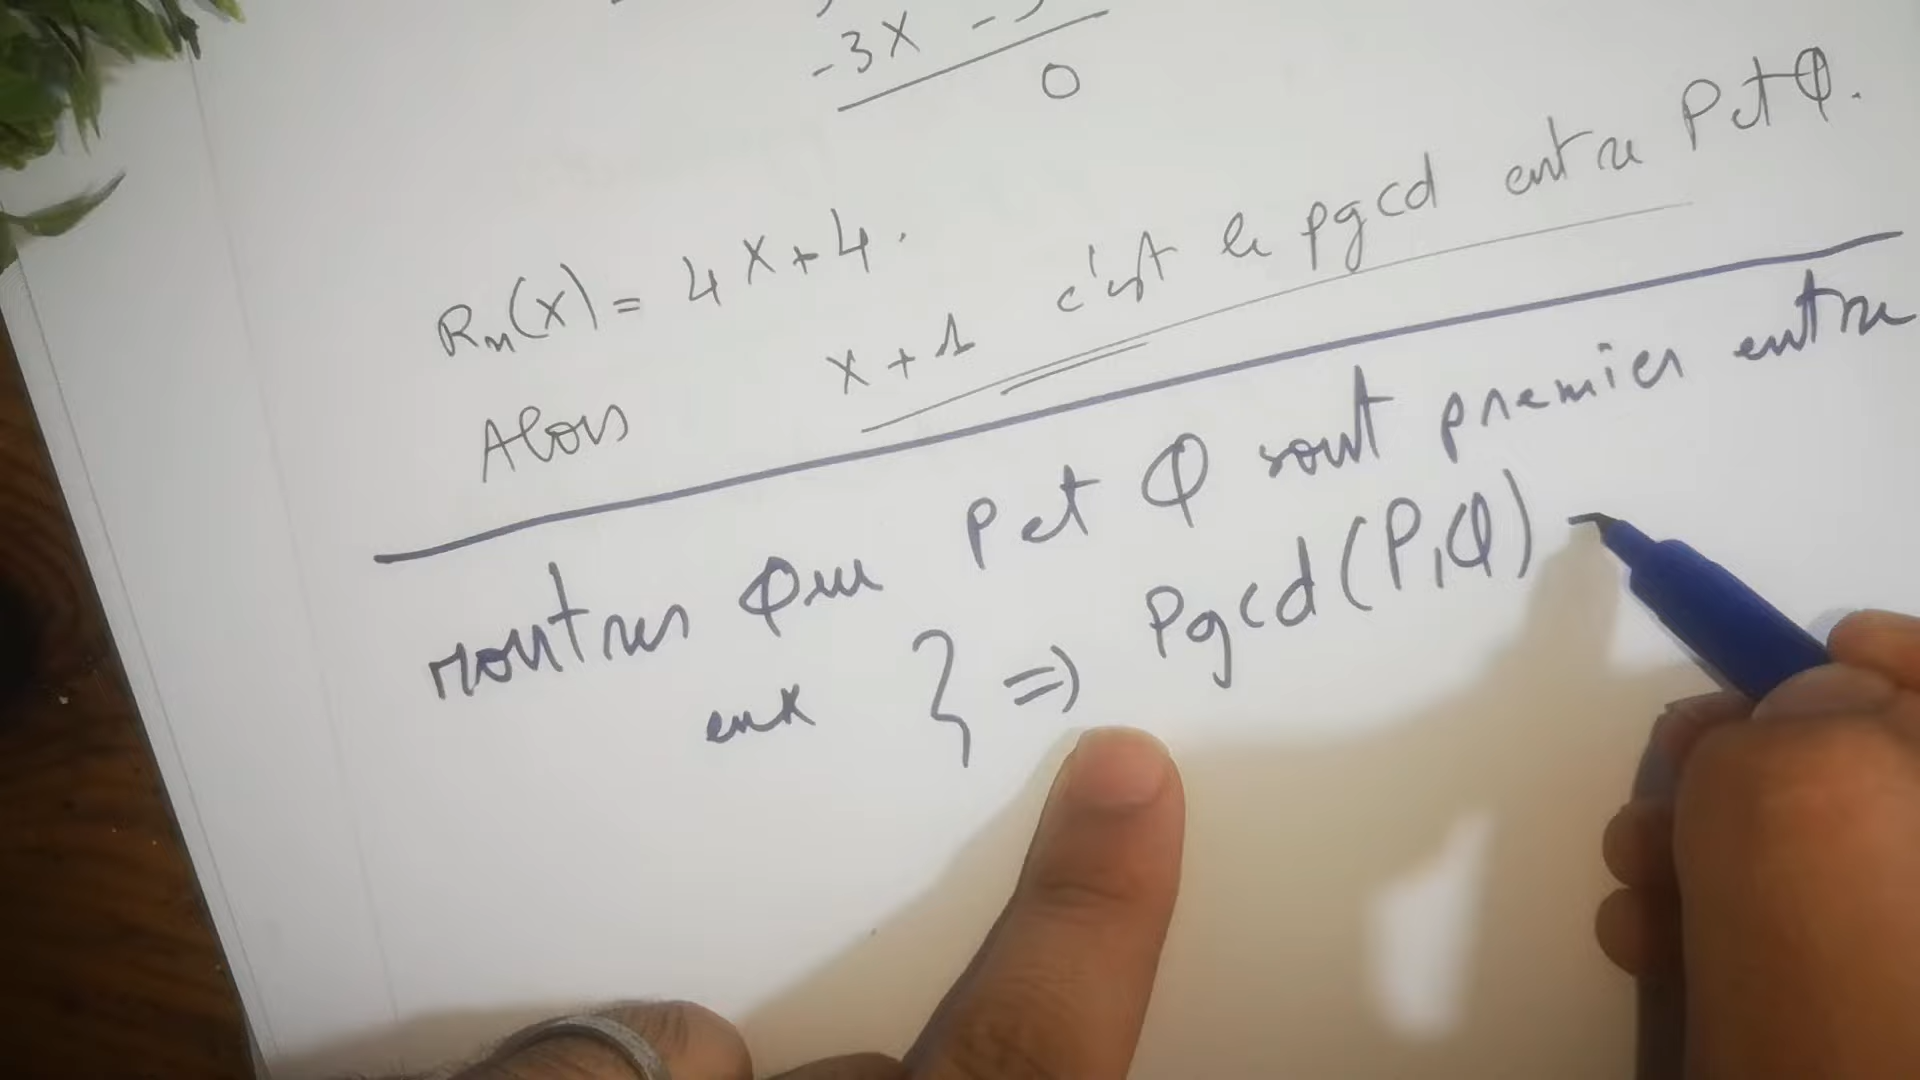 -3X -
0
Rn(X) = 4X + 4.
Alors X + 1 c'est le pgcd entre P et Q.
montrer Que P et Q sont premier entre
eux } => Pgcd(P,Q) -